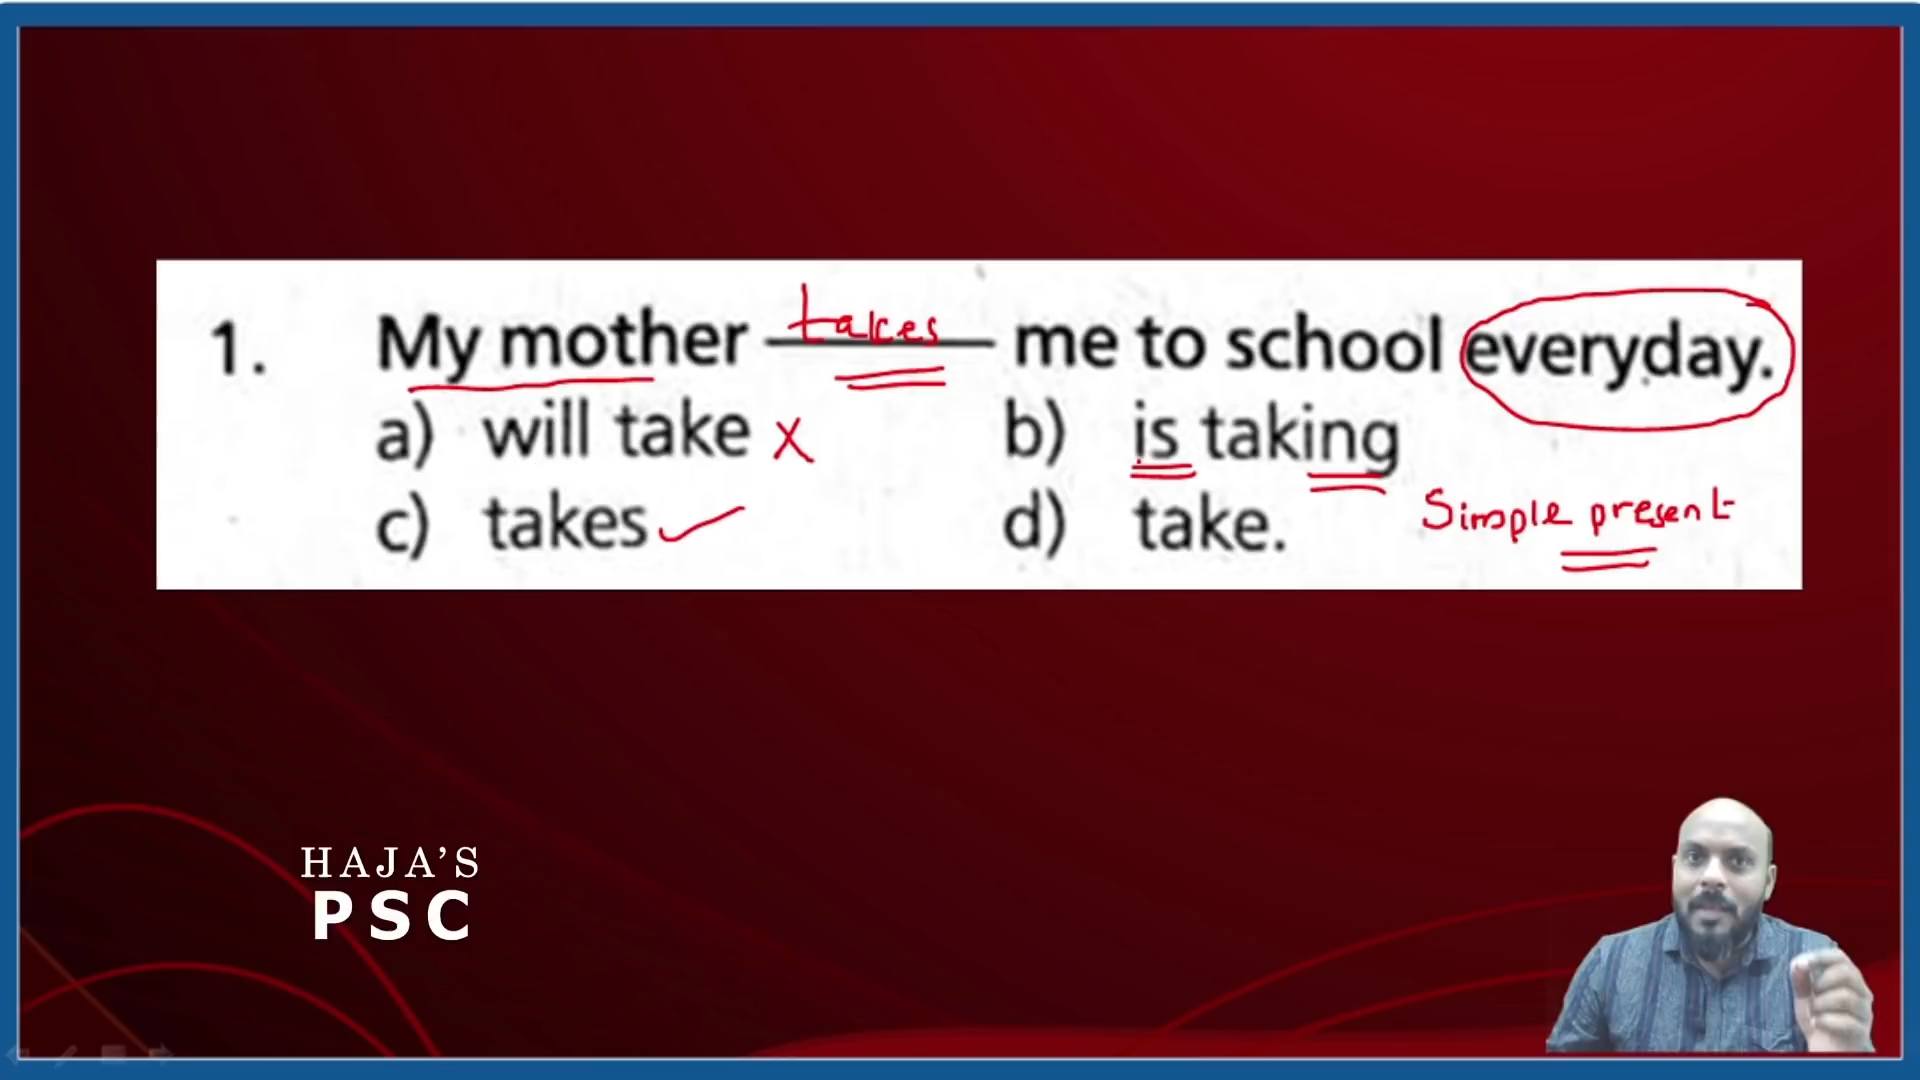 1. My mother takes me to school everyday.
a) will take x b) is taking
c) takes ✓ d) take. Simple present
HAJA'S
PSC